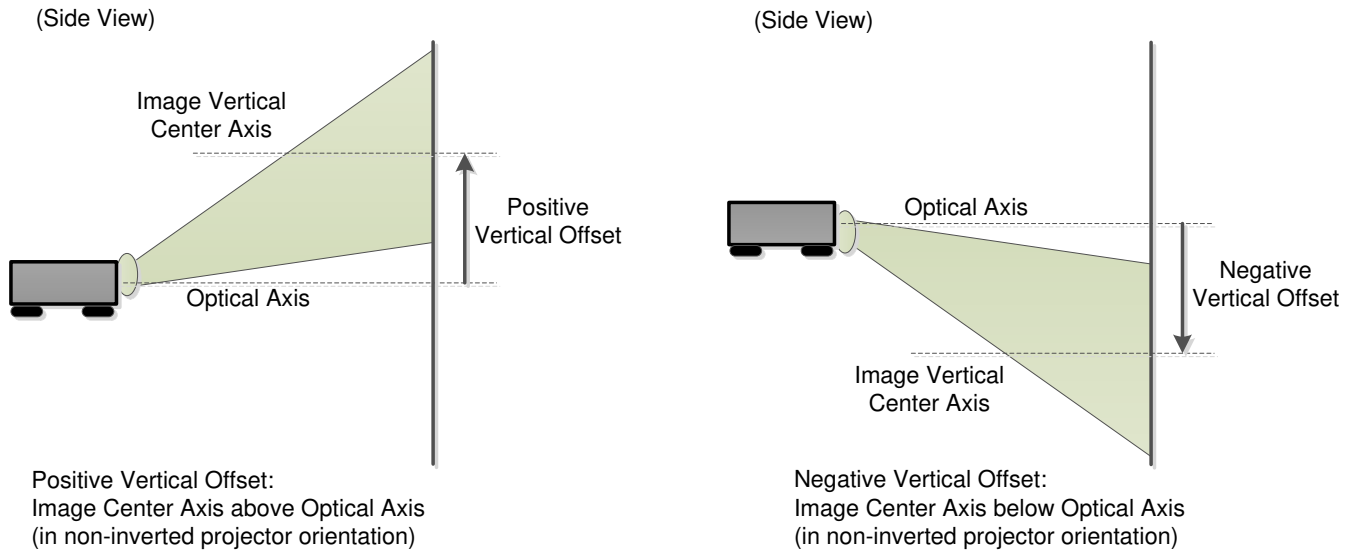 (Side View)
Image Vertical
Center Axis
Positive
Vertical Offset
Optical Axis
Positive Vertical Offset:
Image Center Axis above Optical Axis
(in non-inverted projector orientation)
(Side View)
Optical Axis
Negative
Vertical Offset
Image Vertical
Center Axis
Negative Vertical Offset:
Image Center Axis below Optical Axis
(in non-inverted projector orientation)